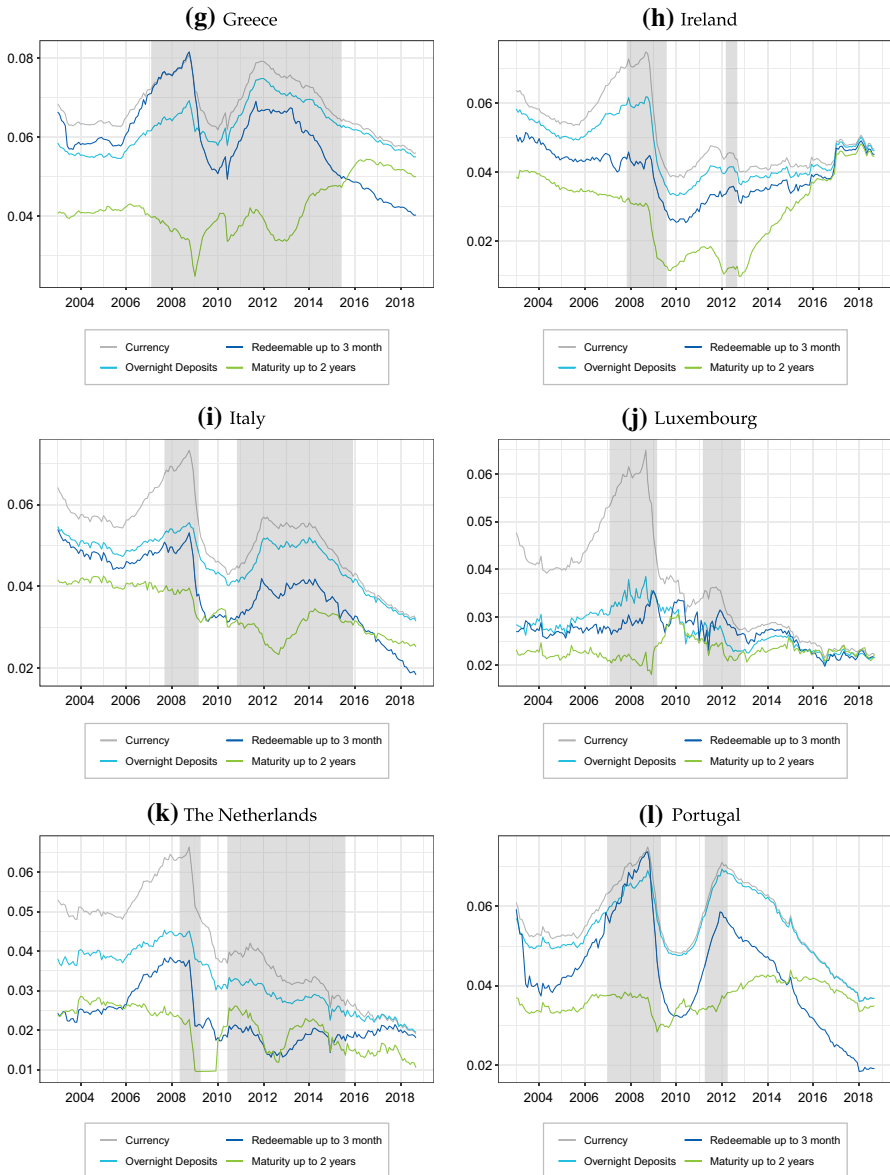 (g) Greece
0.08
0.06
0.04
2004 2006 2008 2010 2012 2014 2016 2018
Currency Redeemable up to 3 month
Overnight Deposits Maturity up to 2 years
(h) Ireland
0.06
0.04
0.02
2004 2006 2008 2010 2012 2014 2016 2018
Currency Redeemable up to 3 month
Overnight Deposits Maturity up to 2 years
(i) Italy
0.06
0.04
0.02
2004 2006 2008 2010 2012 2014 2016 2018
Currency Redeemable up to 3 month
Overnight Deposits Maturity up to 2 years
(j) Luxembourg
0.06
0.05
0.04
0.03
0.02
2004 2006 2008 2010 2012 2014 2016 2018
Currency Redeemable up to 3 month
Overnight Deposits Maturity up to 2 years
(k) The Netherlands
0.06
0.05
0.04
0.03
0.02
0.01
2004 2006 2008 2010 2012 2014 2016 2018
Currency Redeemable up to 3 month
Overnight Deposits Maturity up to 2 years
(l) Portugal
0.06
0.04
0.02
2004 2006 2008 2010 2012 2014 2016 2018
Currency Redeemable up to 3 month
Overnight Deposits Maturity up to 2 years